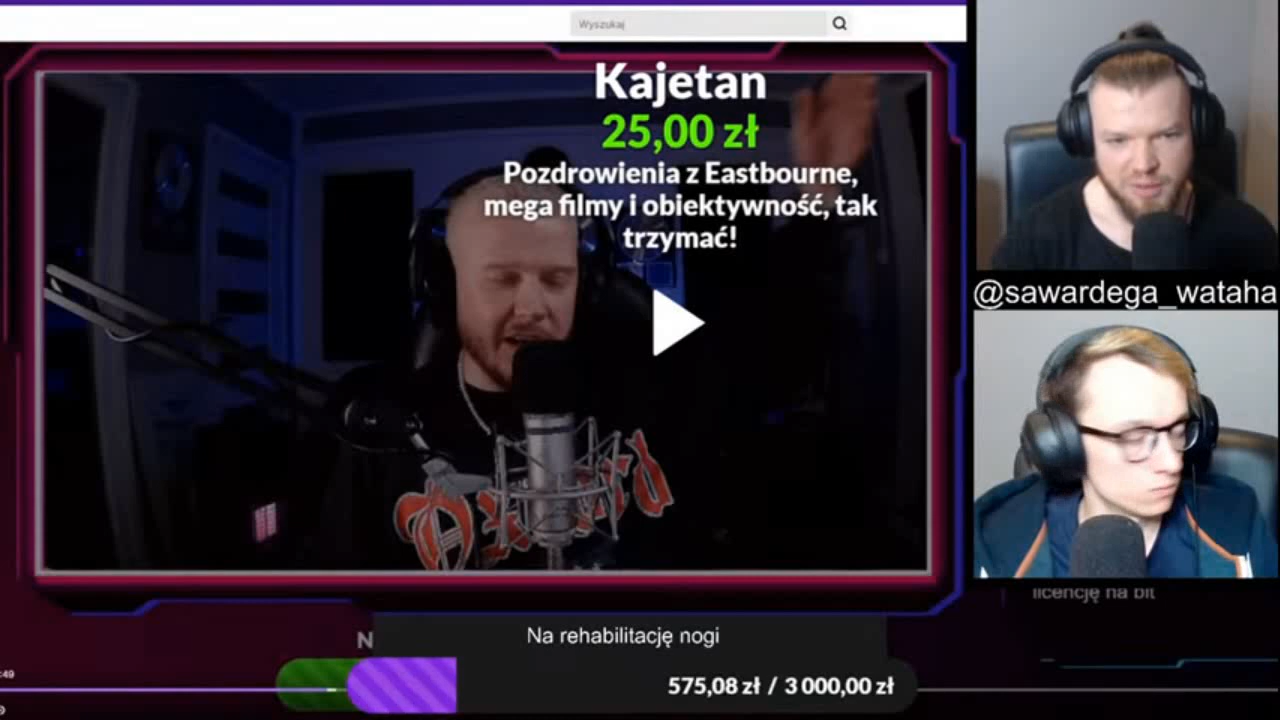 Wyszukaj
Kajetan
25,00 zł
Pozdrowienia z Eastbourne,
mega filmy i obiektywność, tak
trzymać!
@sawardega_wataha
licencję na bit
N
Na rehabilitację nogi
:49
575,08 zł / 3 000,00 zł